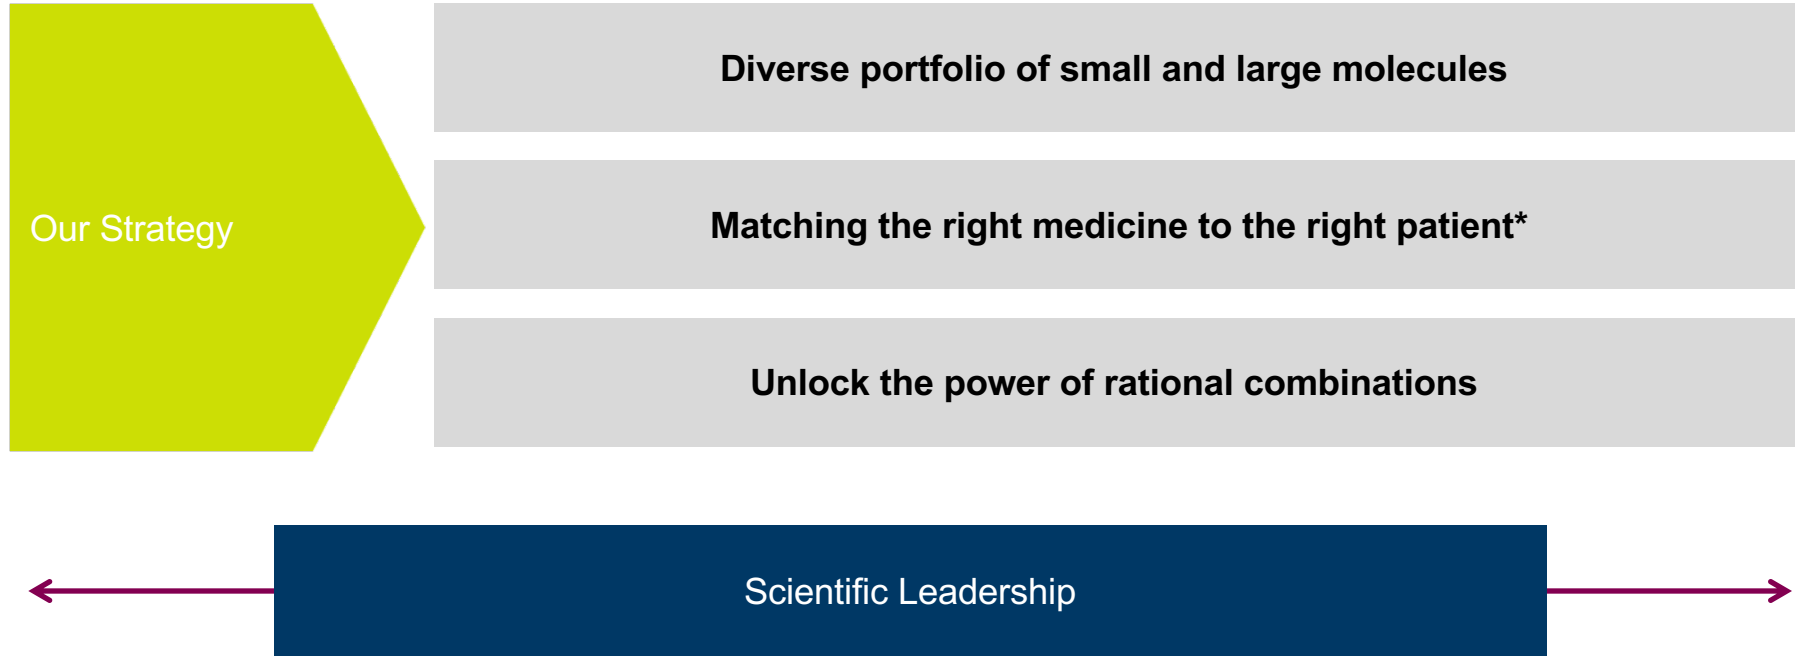 Our Strategy
Diverse portfolio of small and large molecules
Matching the right medicine to the right patient*
Unlock the power of rational combinations
Scientific Leadership